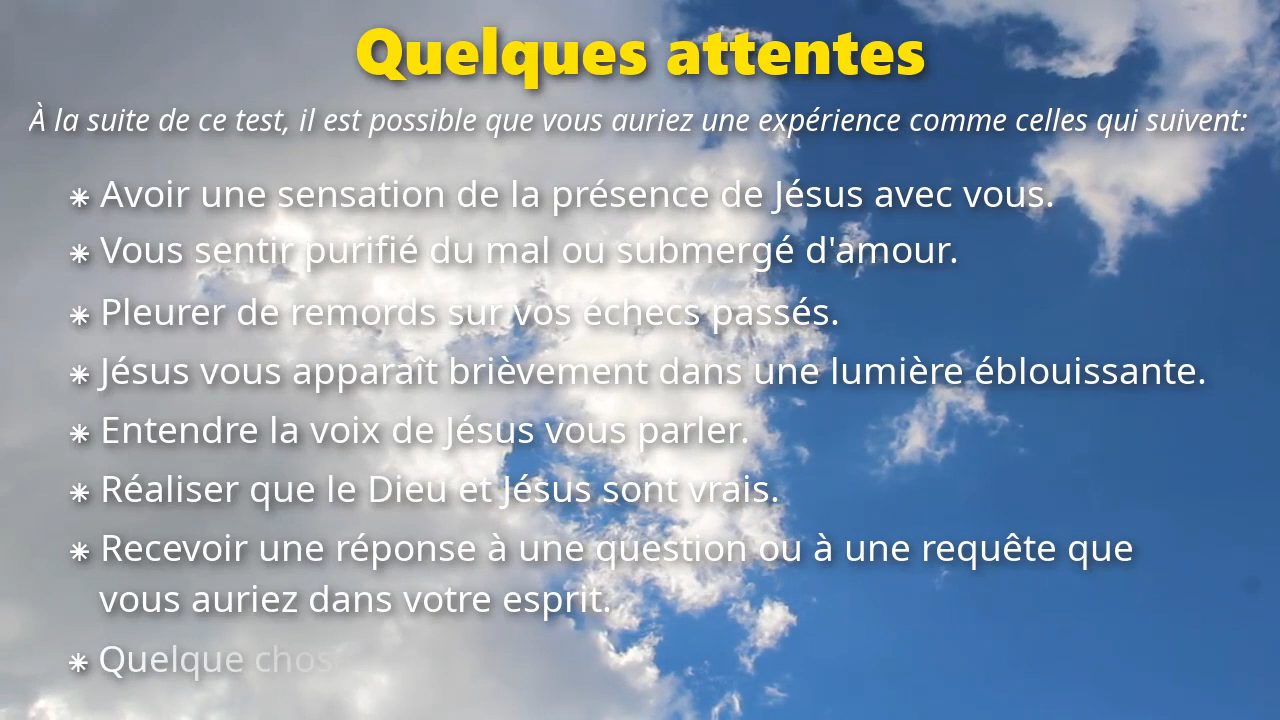 Quelques attentes
À la suite de ce test, il est possible que vous auriez une expérience comme celles qui suivent:
⁕ Avoir une sensation de la présence de Jésus avec vous.
⁕ Vous sentir purifié du mal ou submergé d'amour.
⁕ Pleurer de remords sur vos échecs passés.
⁕ Jésus vous apparaît brièvement dans une lumière éblouissante.
⁕ Entendre la voix de Jésus vous parler.
⁕ Réaliser que le Dieu et Jésus sont vrais.
⁕ Recevoir une réponse à une question ou à une requête que
vous auriez dans votre esprit.
⁕ Quelque chos